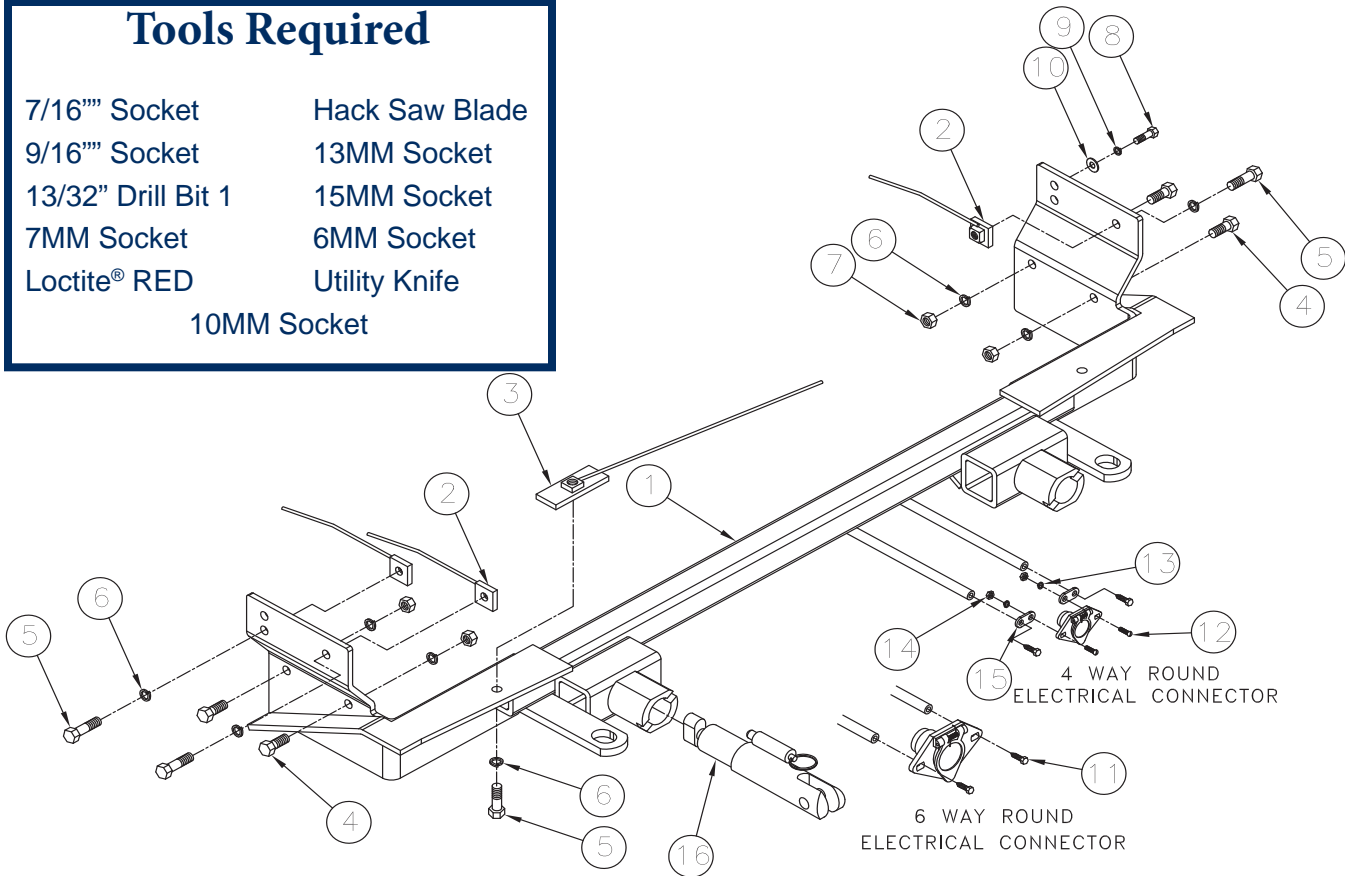 Tools Required
7/16"" Socket
Hack Saw Blade
9/16"" Socket
13MM Socket
13/32" Drill Bit 1
15MM Socket
7MM Socket
6MM Socket
Loctite® RED
Utility Knife
10MM Socket
9
8
10
2
6
7
5
4
3
1
2
6
5
13
14
12
15
4 WAY ROUND
ELECTRICAL CONNECTOR
11
6
4
5
16
6 WAY ROUND
ELECTRICAL CONNECTOR